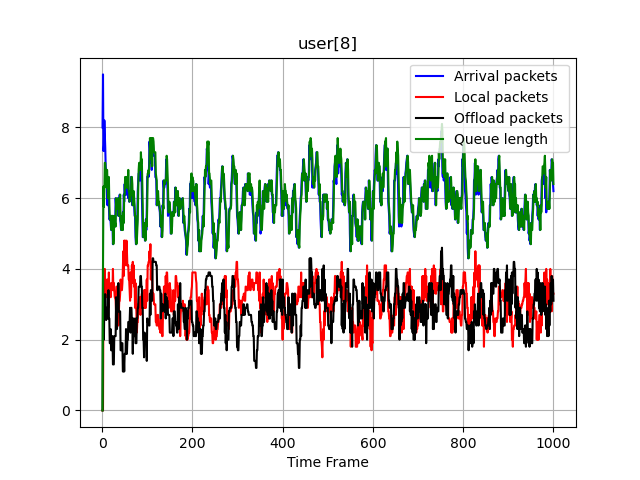 user[8]
Arrival packets
Local packets
Offload packets
Queue length
8
6
4
2
0
0 200 400 600 800 1000
Time Frame